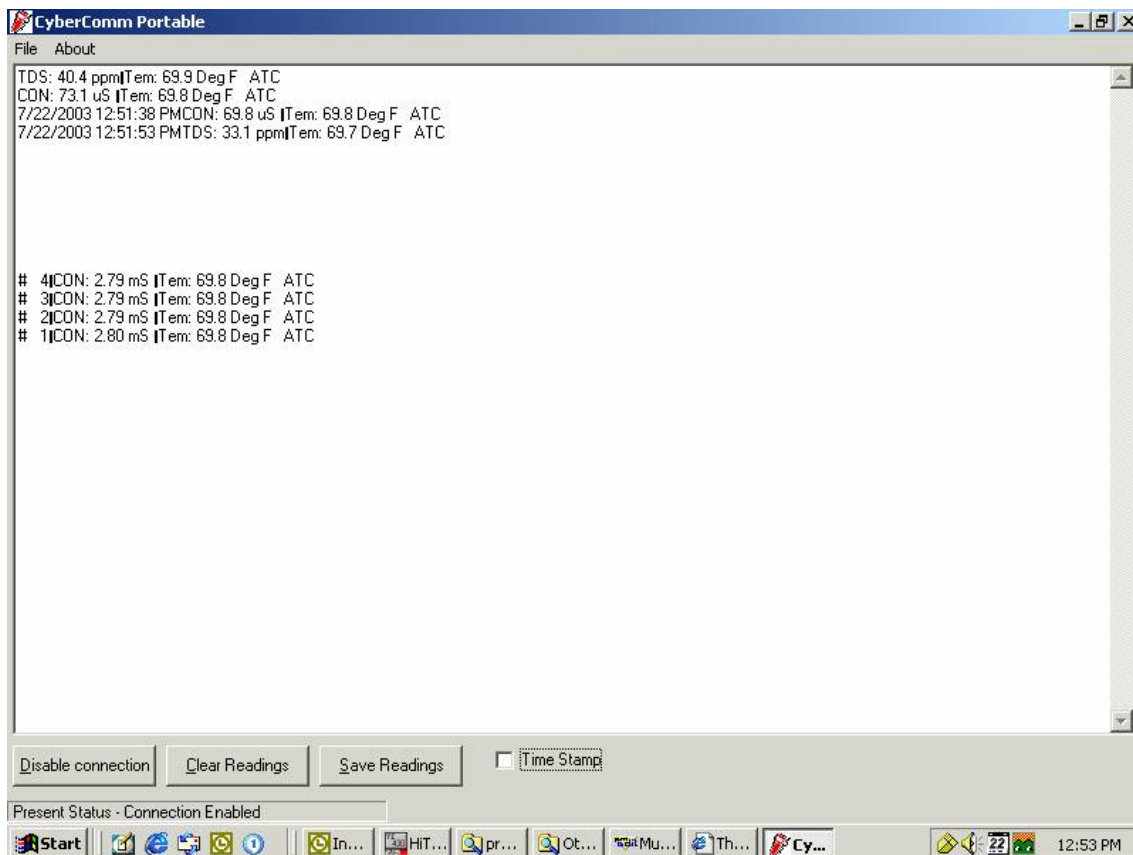 CyberComm Portable
File About
TDS: 40.4 ppm|Tem: 69.9 Deg F ATC
CON: 73.1 uS |Tem: 69.8 Deg F ATC
7/22/2003 12:51:38 PMCON: 69.8 uS |Tem: 69.8 Deg F ATC
7/22/2003 12:51:53 PMTDS: 33.1 ppm|Tem: 69.7 Deg F ATC
# 4|CON: 2.79 mS |Tem: 69.8 Deg F ATC
# 3|CON: 2.79 mS |Tem: 69.8 Deg F ATC
# 2|CON: 2.79 mS |Tem: 69.8 Deg F ATC
# 1|CON: 2.80 mS |Tem: 69.8 Deg F ATC
Disable connection Clear Readings Save Readings Time Stamp
Present Status - Connection Enabled
Start In... HiT... pr... Ot... Mu... Th... Cy... 22 12:53 PM